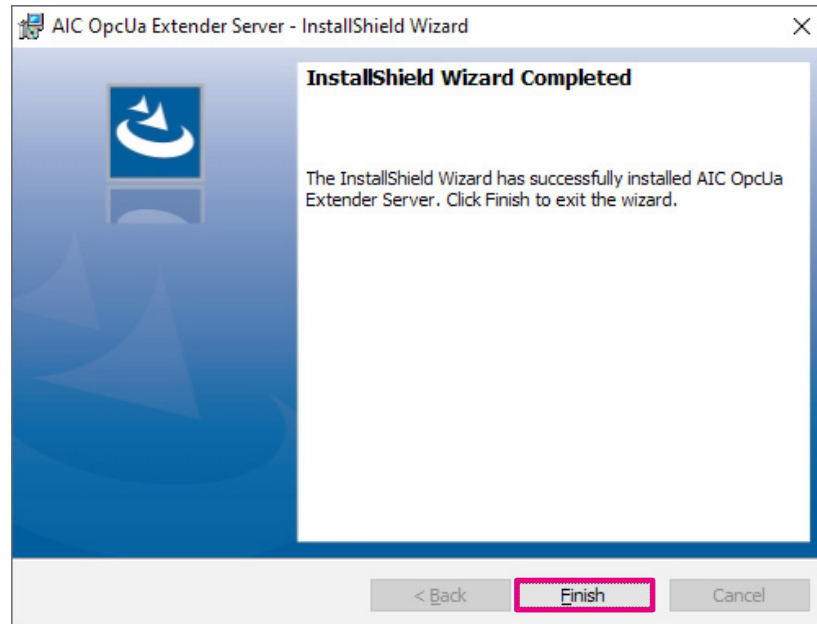 AIC OpcUa Extender Server - InstallShield Wizard
InstallShield Wizard Completed
The InstallShield Wizard has successfully installed AIC OpcUa
Extender Server. Click Finish to exit the wizard.
< Back Finish Cancel